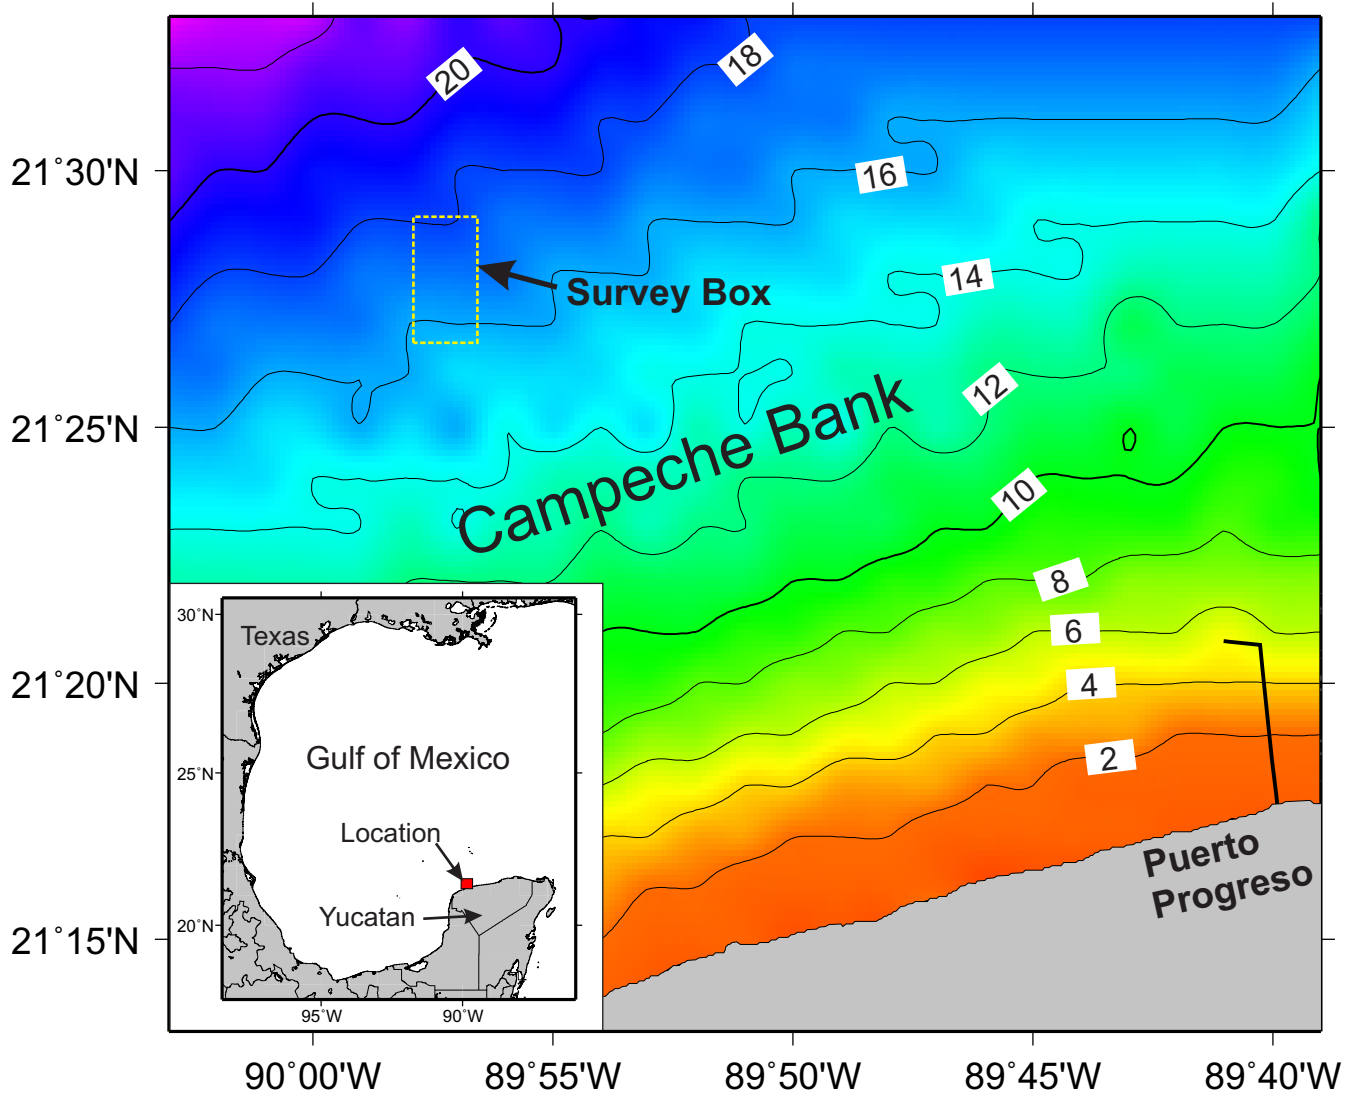 20
18
21°30'N
16
14
Survey Box
12
21°25'N
Campeche Bank
10
8
6
4
2
21°20'N
21°15'N
Puerto
Progreso
30°N
Texas
Gulf of Mexico
25°N
Location
Yucatan
20°N
95°W
90°W
90°00'W
89°55'W
89°50'W
89°45'W
89°40'W